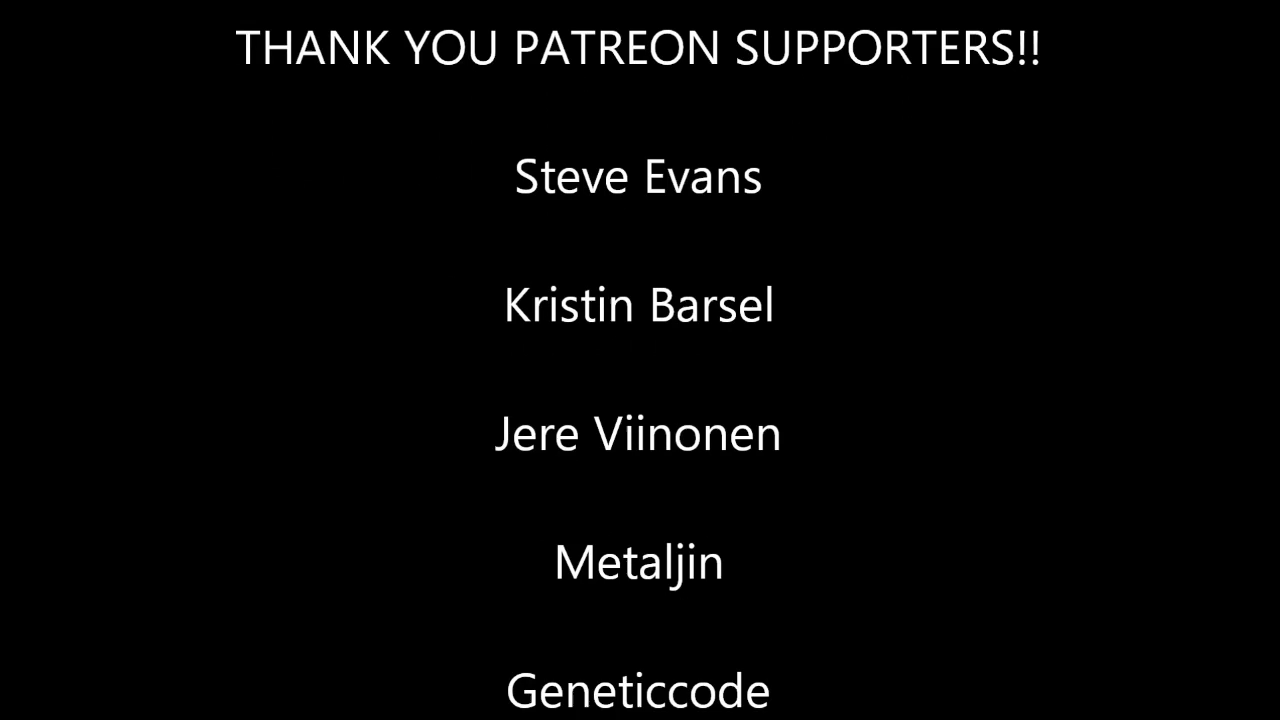 THANK YOU PATREON SUPPORTERS!!
Steve Evans
Kristin Barsel
Jere Viinonen
Metaljin
Geneticcode